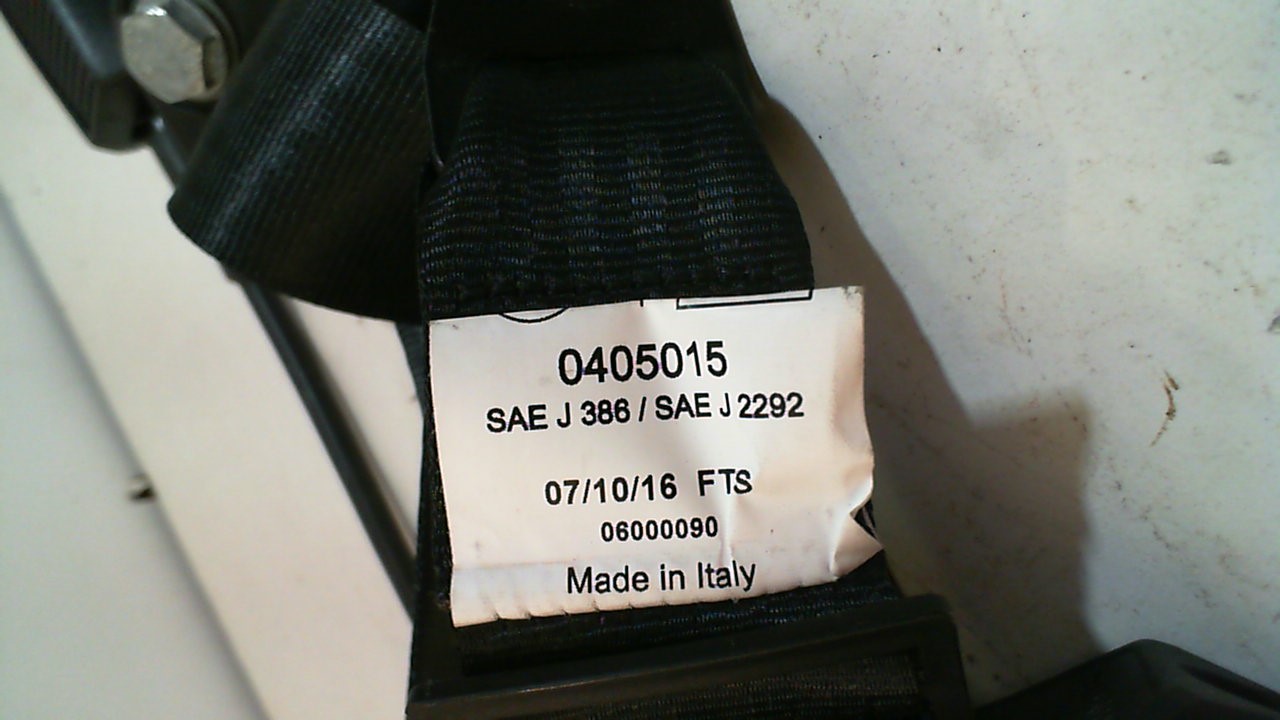 0405015
SAE J 386 / SAE J 2292
07/10/16 FTS
06000090
Made in Italy